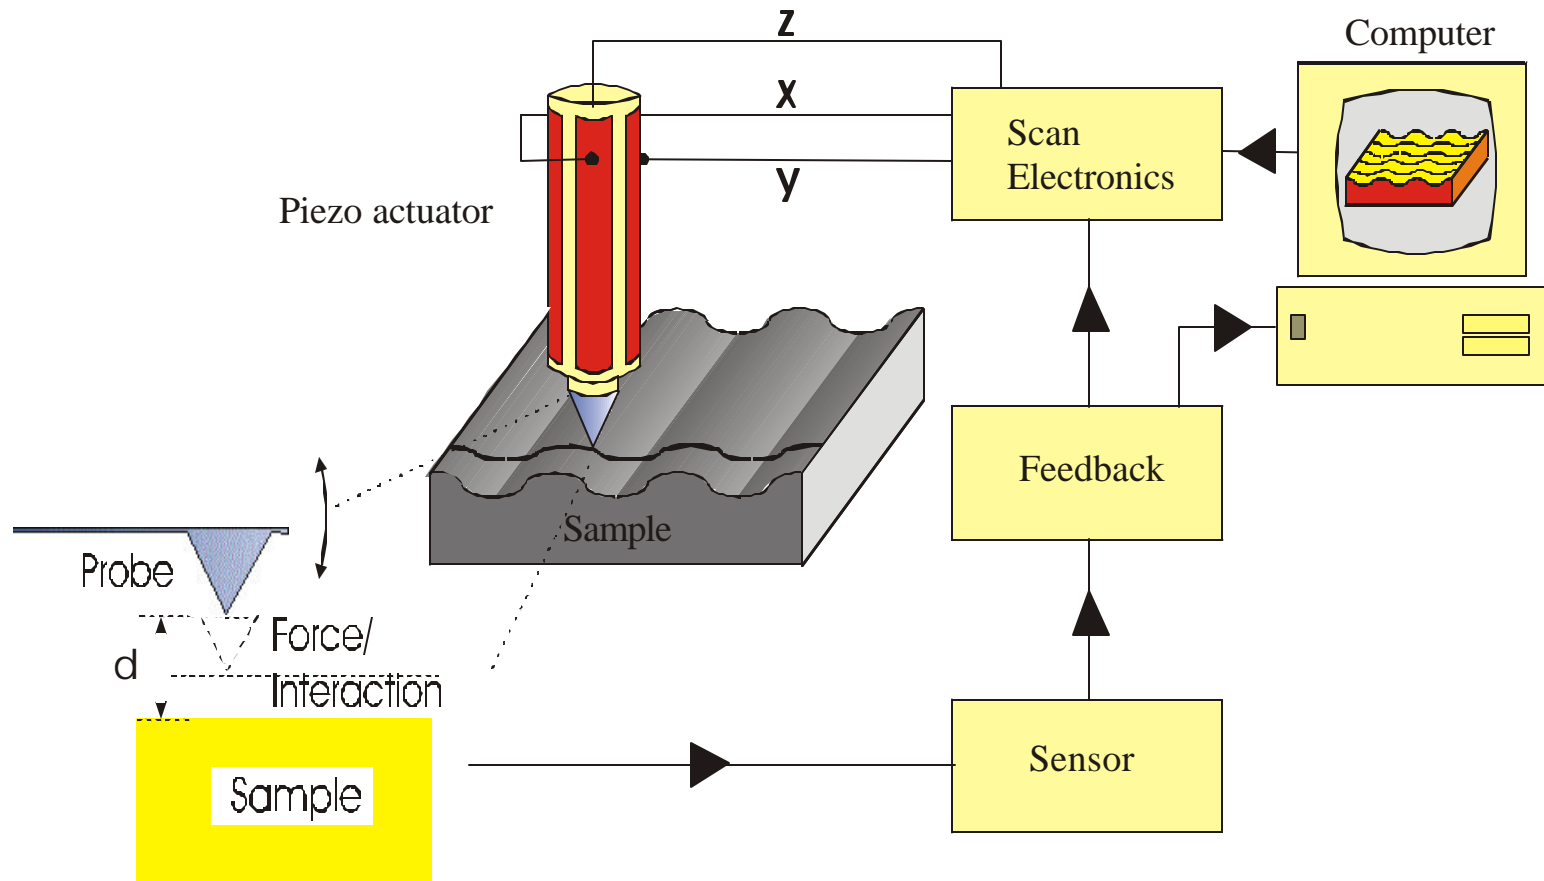 z
Computer
x
Scan
Electronics
y
Piezo actuator
Feedback
Sample
Probe
Force/
d
Interaction
Sensor
Sample